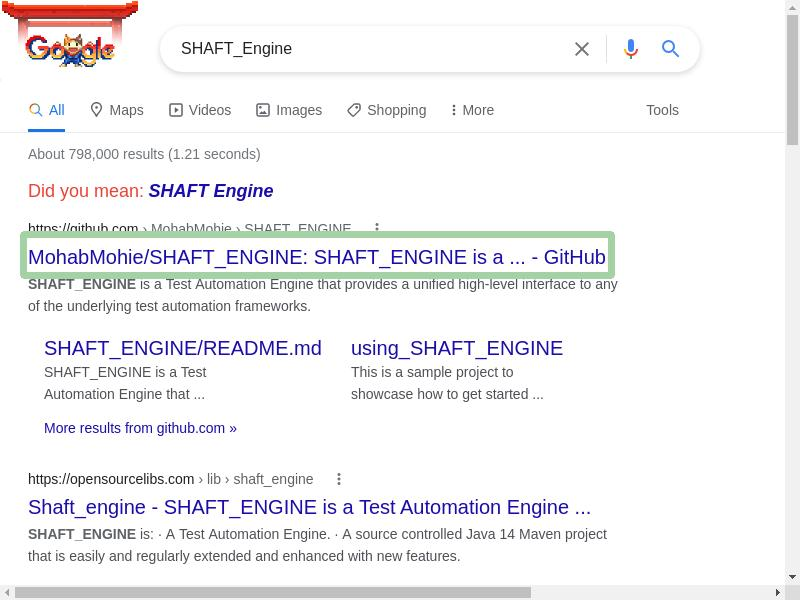 Google
SHAFT_Engine
All Maps Videos Images Shopping More Tools
About 798,000 results (1.21 seconds)
Did you mean: SHAFT Engine
https://github.com › MohabMohie › SHAFT_ENGINE
MohabMohie/SHAFT_ENGINE: SHAFT_ENGINE is a ... - GitHub
SHAFT_ENGINE is a Test Automation Engine that provides a unified high-level interface to any
of the underlying test automation frameworks.
SHAFT_ENGINE/README.md
SHAFT_ENGINE is a Test
Automation Engine that ...
using_SHAFT_ENGINE
This is a sample project to
showcase how to get started ...
More results from github.com »
https://opensourcelibs.com › lib › shaft_engine
Shaft_engine - SHAFT_ENGINE is a Test Automation Engine ...
SHAFT_ENGINE is: · A Test Automation Engine. · A source controlled Java 14 Maven project
that is easily and regularly extended and enhanced with new features.